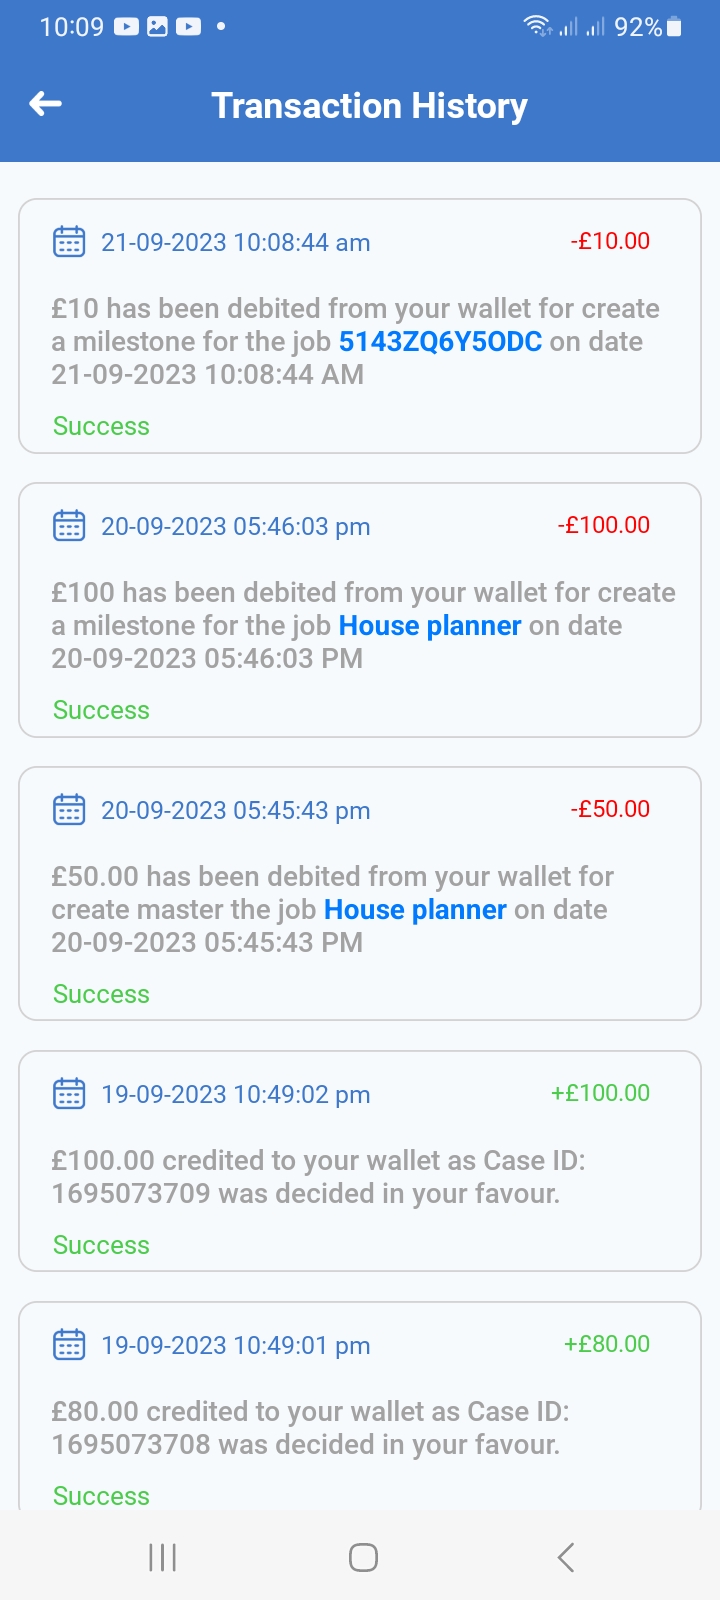 10:09 92%
Transaction History
21-09-2023 10:08:44 am -£10.00
£10 has been debited from your wallet for create
a milestone for the job 5143ZQ6Y5ODC on date
21-09-2023 10:08:44 AM
Success
20-09-2023 05:46:03 pm -£100.00
£100 has been debited from your wallet for create
a milestone for the job House planner on date
20-09-2023 05:46:03 PM
Success
20-09-2023 05:45:43 pm -£50.00
£50.00 has been debited from your wallet for
create master the job House planner on date
20-09-2023 05:45:43 PM
Success
19-09-2023 10:49:02 pm +£100.00
£100.00 credited to your wallet as Case ID:
1695073709 was decided in your favour.
Success
19-09-2023 10:49:01 pm +£80.00
£80.00 credited to your wallet as Case ID:
1695073708 was decided in your favour.
Success